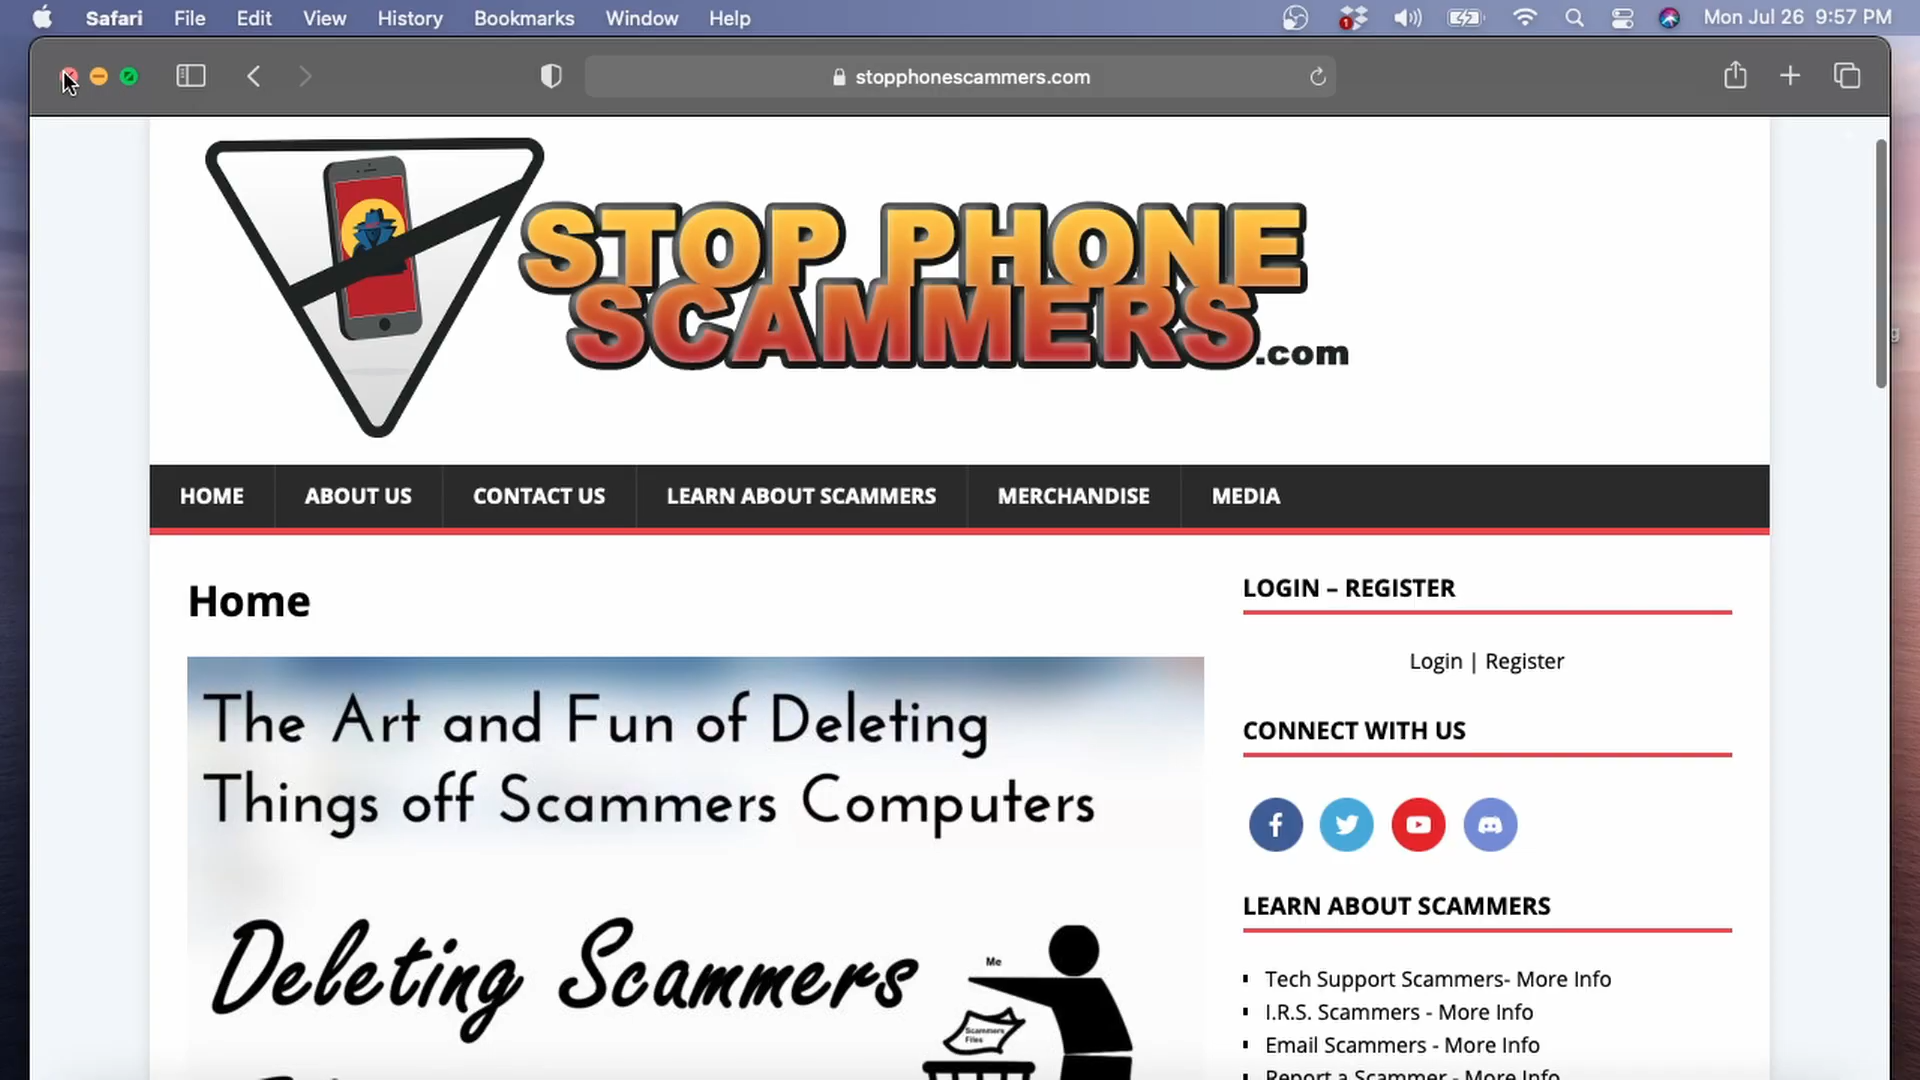 Safari File Edit View History Bookmarks Window Help
1
Mon Jul 26 9:57 PM
stopphonescammers.com
STOP PHONE
SCAMMERS.com
HOME ABOUT US CONTACT US LEARN ABOUT SCAMMERS MERCHANDISE MEDIA
Home
The Art and Fun of Deleting
Things off Scammers Computers
Deleting Scammers
Me
Scammers
Files
LOGIN – REGISTER
Login | Register
CONNECT WITH US
LEARN ABOUT SCAMMERS
Tech Support Scammers- More Info
I.R.S. Scammers - More Info
Email Scammers - More Info
Report a Scammer - More Info